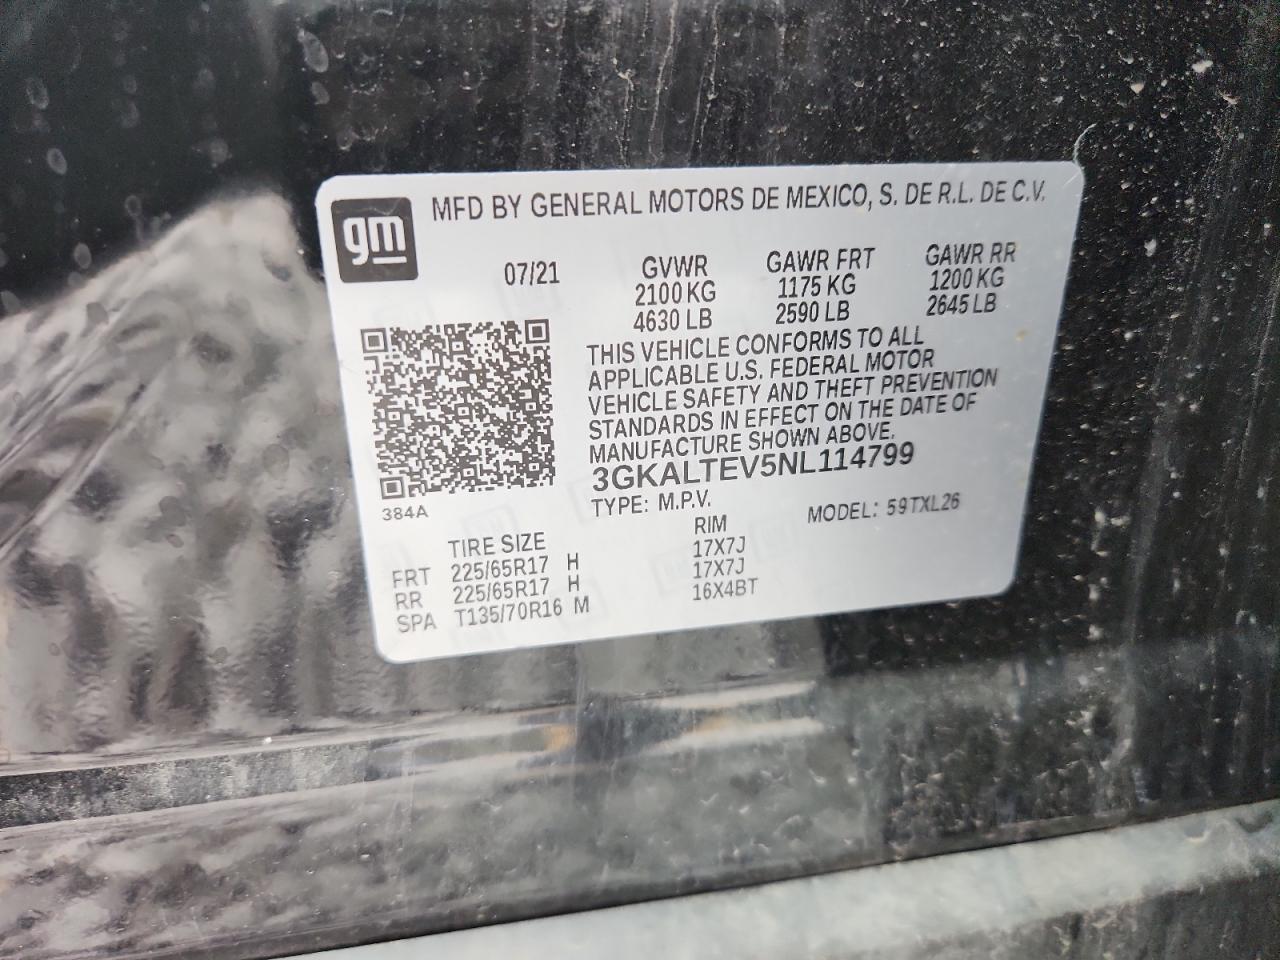 gm
MFD BY GENERAL MOTORS DE MEXICO, S. DE R.L. DE C.V.
07/21 GVWR GAWR FRT GAWR RR
2100 KG 1175 KG 1200 KG
4630 LB 2590 LB 2645 LB
THIS VEHICLE CONFORMS TO ALL
APPLICABLE U.S. FEDERAL MOTOR
VEHICLE SAFETY AND THEFT PREVENTION
STANDARDS IN EFFECT ON THE DATE OF
MANUFACTURE SHOWN ABOVE.
3GKALTEV5NL114799
384A
TYPE: M.P.V. MODEL: 59TXL26
TIRE SIZE RIM
FRT 225/65R17 H 17X7J
RR 225/65R17 H 17X7J
SPA T135/70R16 M 16X4BT